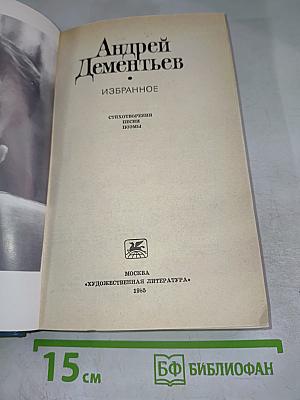 Андрей
Дементьев
ИЗБРАННОЕ
СТИХОТВОРЕНИЯ
ПЕСНИ
ПОЭМЫ
МОСКВА
«ХУДОЖЕСТВЕННАЯ ЛИТЕРАТУРА»
1985
15 см
БФ БИБЛИОФАН